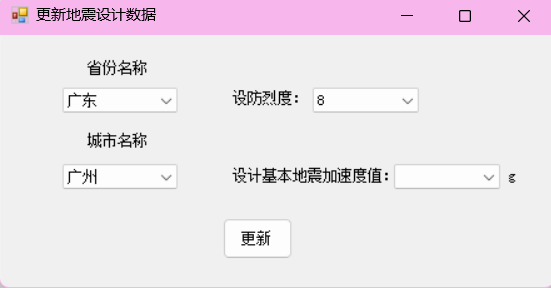 更新地震设计数据
省份名称
广东
设防烈度：
8
城市名称
广州
设计基本地震加速度值：
g
更新